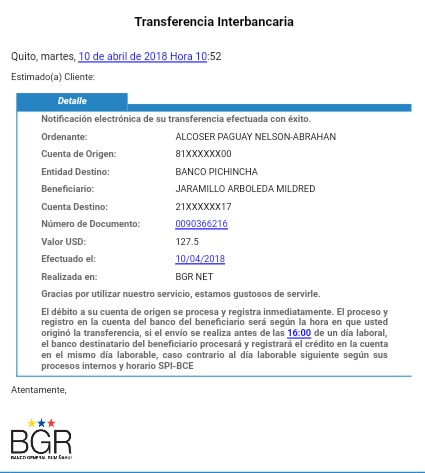 Transferencia Interbancaria
Quito, martes, 10 de abril de 2018 Hora 10:52
Estimado(a) Cliente:
Detalle
Notificación electrónica de su transferencia efectuada con éxito.
Ordenante: ALCOSER PAGUAY NELSON-ABRAHAN
Cuenta de Origen: 81XXXXXX00
Entidad Destino: BANCO PICHINCHA
Beneficiario: JARAMILLO ARBOLEDA MILDRED
Cuenta Destino: 21XXXXXX17
Número de Documento: 0090366216
Valor USD: 127.5
Efectuado el: 10/04/2018
Realizada en: BGR NET
Gracias por utilizar nuestro servicio, estamos gustosos de servirle.
El débito a su cuenta de origen se procesa y registra inmediatamente. El proceso y
registro en la cuenta del banco del beneficiario será según la hora en que usted
originó la transferencia, si el envío se realiza antes de las 16:00 de un día laboral,
el banco destinatario del beneficiario procesará y registrará el crédito en la cuenta
en el mismo día laborable, caso contrario al día laborable siguiente según sus
procesos internos y horario SPI-BCE
Atentamente,
BGR
BANCO GENERAL RUMIÑAHUI